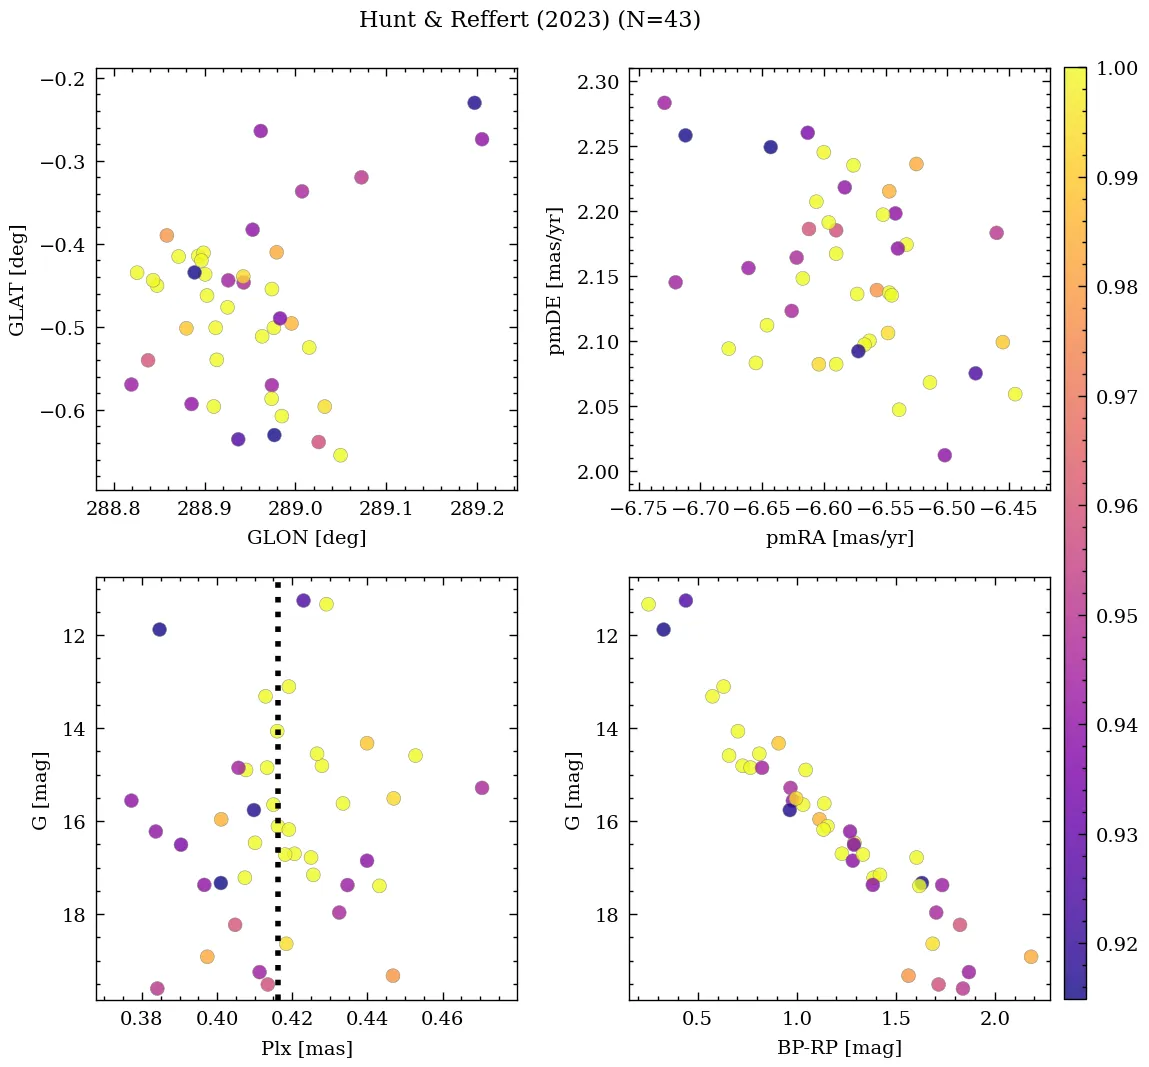 Hunt & Reffert (2023) (N=43)
−0.2
−0.3
−0.4
−0.5
−0.6
GLAT [deg]
288.8 288.9 289.0 289.1 289.2
GLON [deg]
2.30
2.25
2.20
2.15
2.10
2.05
2.00
pmDE [mas/yr]
−6.75 −6.70 −6.65 −6.60 −6.55 −6.50 −6.45
pmRA [mas/yr]
12
14
16
18
G [mag]
0.38 0.40 0.42 0.44 0.46
Plx [mas]
12
14
16
18
G [mag]
0.5 1.0 1.5 2.0
BP-RP [mag]
1.00
0.99
0.98
0.97
0.96
0.95
0.94
0.93
0.92